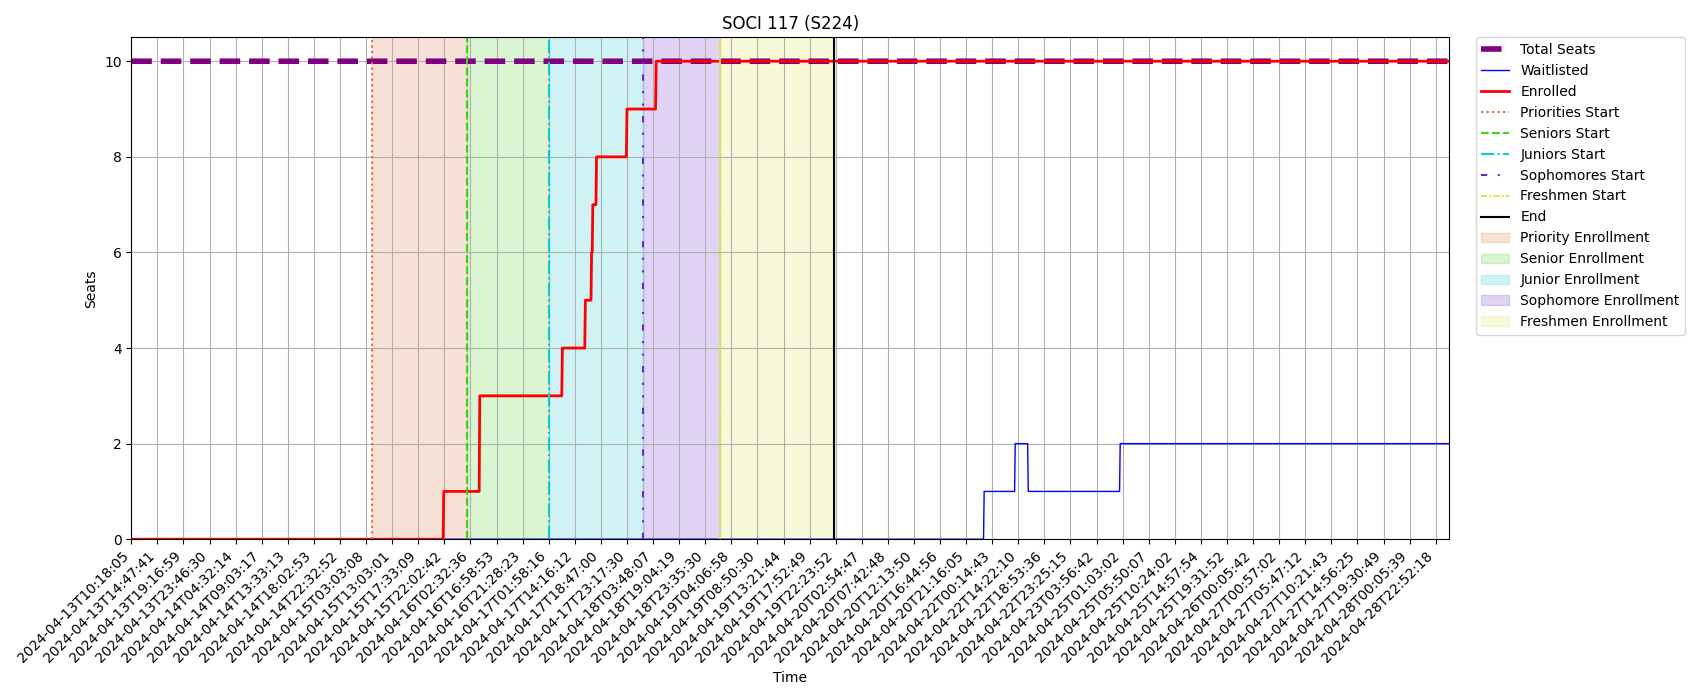 SOCI 117 (S224)
Total Seats
Waitlisted
Enrolled
Priorities Start
Seniors Start
Juniors Start
Sophomores Start
Freshmen Start
End
Priority Enrollment
Senior Enrollment
Junior Enrollment
Sophomore Enrollment
Freshmen Enrollment
Seats
10
8
6
4
2
0
2024-04-13T10:18:05
2024-04-13T14:47:41
2024-04-13T19:16:59
2024-04-13T23:46:30
2024-04-14T04:32:14
2024-04-14T09:03:17
2024-04-14T13:33:13
2024-04-14T18:02:53
2024-04-14T22:32:52
2024-04-15T03:03:08
2024-04-15T13:03:01
2024-04-15T17:33:09
2024-04-15T22:02:42
2024-04-16T02:32:36
2024-04-16T16:58:53
2024-04-16T21:28:23
2024-04-17T01:58:16
2024-04-17T14:16:12
2024-04-17T18:47:00
2024-04-17T23:17:30
2024-04-18T03:48:07
2024-04-18T19:04:19
2024-04-18T23:35:30
2024-04-19T04:06:58
2024-04-19T08:50:30
2024-04-19T13:21:44
2024-04-19T17:52:49
2024-04-19T22:23:52
2024-04-20T02:54:47
2024-04-20T07:42:48
2024-04-20T12:13:50
2024-04-20T16:44:56
2024-04-20T21:16:05
2024-04-22T00:14:43
2024-04-22T14:22:10
2024-04-22T18:53:36
2024-04-22T23:25:15
2024-04-23T03:56:42
2024-04-25T01:03:02
2024-04-25T05:50:07
2024-04-25T10:24:02
2024-04-25T14:57:54
2024-04-25T19:31:52
2024-04-26T00:05:42
2024-04-27T00:57:02
2024-04-27T05:47:12
2024-04-27T10:21:43
2024-04-27T14:56:25
2024-04-27T19:30:49
2024-04-28T00:05:39
2024-04-28T22:52:18
Time